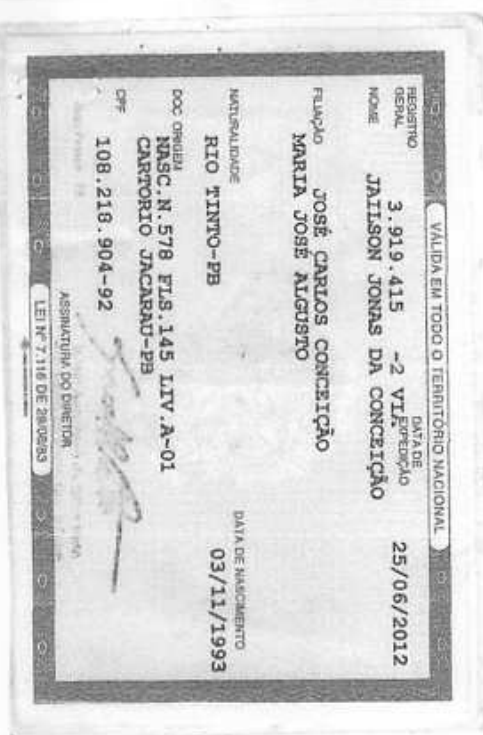 VÁLIDA EM TODO O TERRITÓRIO NACIONAL
REGISTRO GERAL 3.919.415 -2 VIA DATA DE EXPEDIÇÃO 25/06/2012
NOME JAILSON JONAS DA CONCEIÇÃO
FILIAÇÃO JOSÉ CARLOS CONCEIÇÃO
MARIA JOSÉ ALGUSTO
NATURALIDADE DATA DE NASCIMENTO
RIO TINTO-PB 03/11/1993
DOC ORIGEM NASC.N.578 FLS.145 LIV.A-01
CARTORIO JACARAU-PB
CPF 108.218.904-92
ASSINATURA DO DIRETOR
LEI Nº 7.116 DE 29/08/83